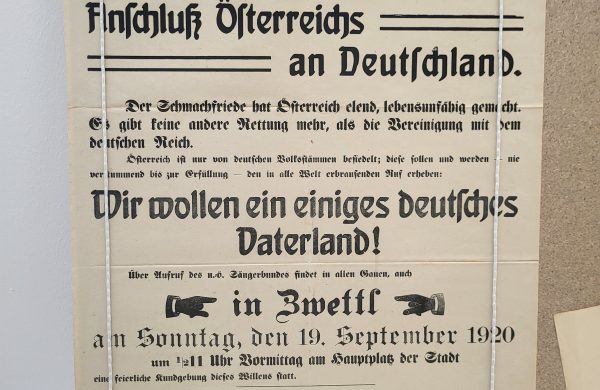 Anschluß Österreichs
an Deutschland.
Der Schmachfriede hat Österreich elend, lebensunfähig gemacht.
Es gibt keine andere Rettung mehr, als die Vereinigung mit dem
deutschen Reich.
Österreich ist nur von deutschen Volksstämmen besiedelt; diese sollen und werden – nie
verstummend bis zur Erfüllung – den in alle Welt erbrausenden Ruf erheben:
Wir wollen ein einiges deutsches
Vaterland!
Über Aufruf des n.-ö. Sängerbundes findet in allen Gauen, auch
in Zwettl
am Sonntag, den 19. September 1920
um ½11 Uhr Vormittag am Hauptplatz der Stadt
eine feierliche Kundgebung dieses Willens statt.